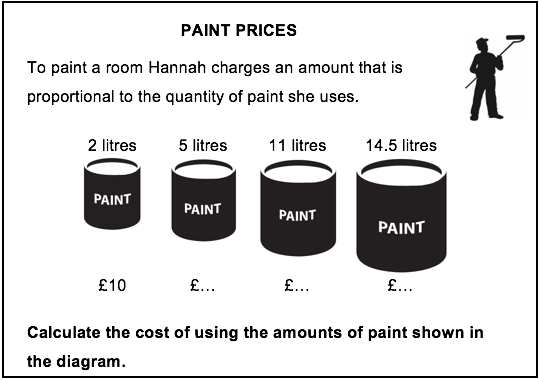 PAINT PRICES
To paint a room Hannah charges an amount that is
proportional to the quantity of paint she uses.
2 litres 5 litres 11 litres 14.5 litres
PAINT PAINT PAINT PAINT
£10 £... £... £...
Calculate the cost of using the amounts of paint shown in
the diagram.